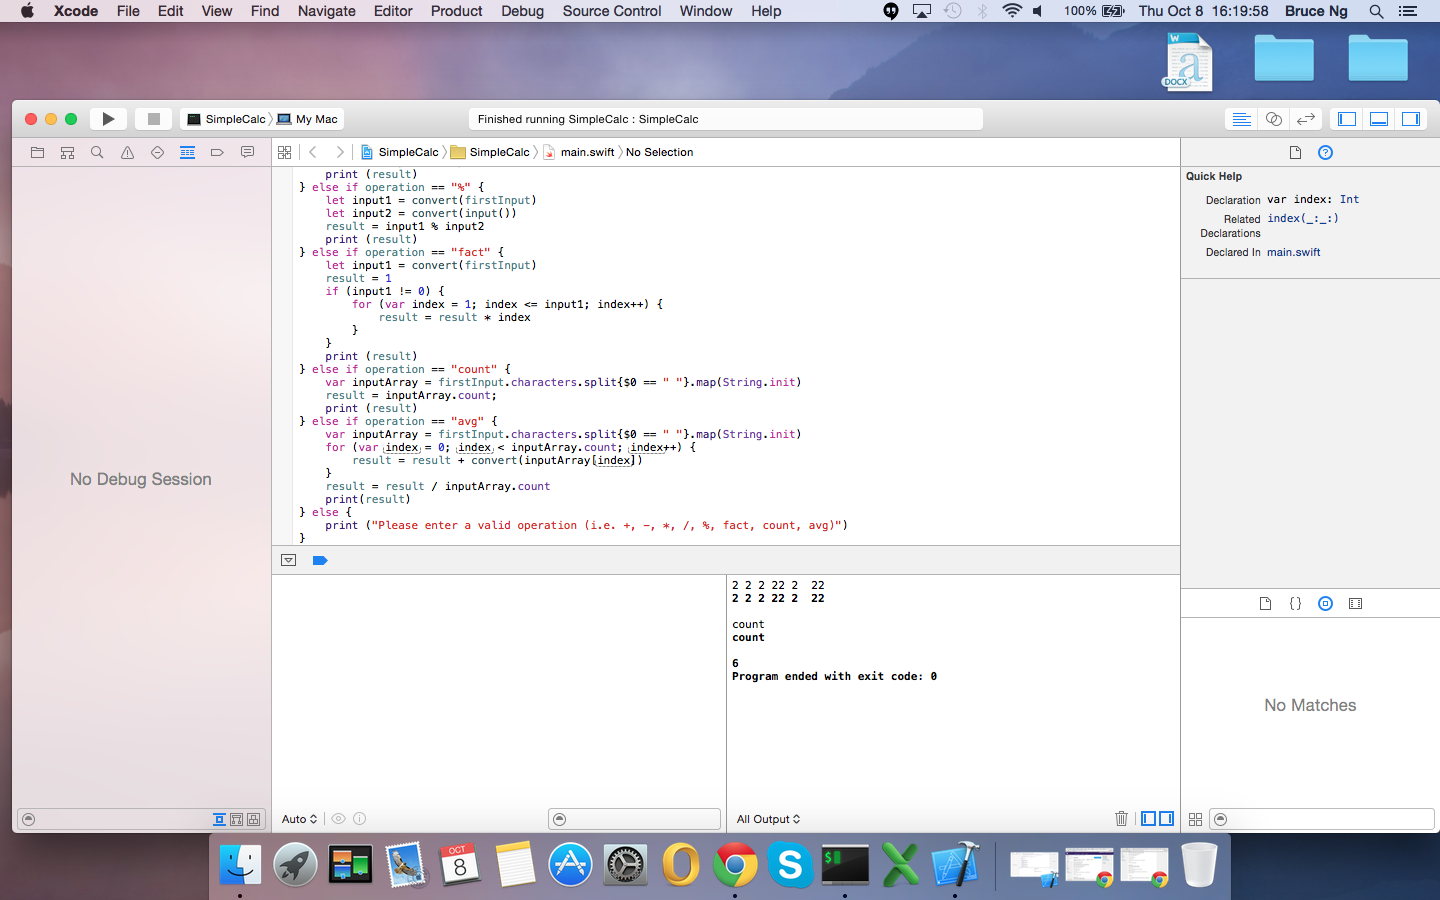 Xcode File Edit View Find Navigate Editor Product Debug Source Control Window Help 100% Thu Oct 8 16:19:58 Bruce Ng
W
a
DOCX
SimpleCalc My Mac Finished running SimpleCalc : SimpleCalc
SimpleCalc SimpleCalc main.swift No Selection
print (result)
} else if operation == "%" {
let input1 = convert(firstInput)
let input2 = convert(input())
result = input1 % input2
print (result)
} else if operation == "fact" {
let input1 = convert(firstInput)
result = 1
if (input1 != 0) {
for (var index = 1; index <= input1; index++) {
result = result * index
}
}
print (result)
} else if operation == "count" {
var inputArray = firstInput.characters.split{$0 == " "}.map(String.init)
result = inputArray.count;
print (result)
} else if operation == "avg" {
var inputArray = firstInput.characters.split{$0 == " "}.map(String.init)
for (var index = 0; index < inputArray.count; index++) {
result = result + convert(inputArray[index])
}
result = result / inputArray.count
print(result)
} else {
print ("Please enter a valid operation (i.e. +, -, *, /, %, fact, count, avg)")
}
Quick Help
Declaration var index: Int
Related Declarations index(_:_:)
Declared In main.swift
No Debug Session
2 2 2 22 2  22
2 2 2 22 2  22
count
count
6
Program ended with exit code: 0
No Matches
Auto
All Output
OCT
8
S
$